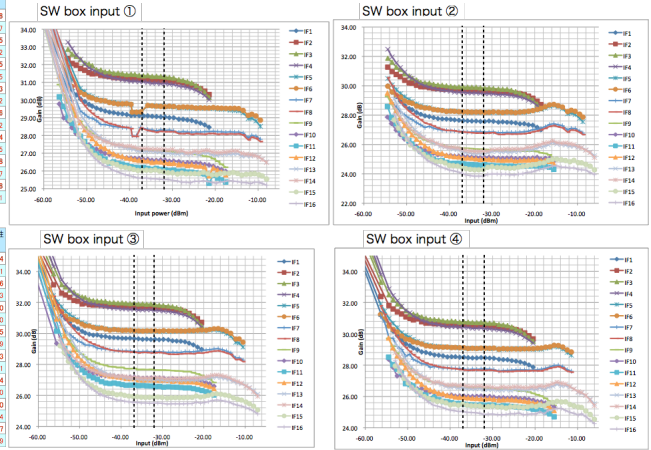 SW box input ①
34.00
33.00
32.00
31.00
30.00
29.00
28.00
27.00
26.00
25.00
Gain (dB)
-60.00 -50.00 -40.00 -30.00 -20.00 -10.00 0.00
Input power (dBm)
IF1
IF2
IF3
IF4
IF5
IF6
IF7
IF8
IF9
IF10
IF11
IF12
IF13
IF14
IF15
IF16
SW box input ②
34.00
32.00
30.00
28.00
26.00
24.00
22.00
Gain (dB)
-60.00 -50.00 -40.00 -30.00 -20.00 -10.00
Input (dBm)
IF1
IF2
IF3
IF4
IF5
IF6
IF7
IF8
IF9
IF10
IF11
IF12
IF13
IF14
IF15
IF16
SW box input ③
34.00
32.00
30.00
28.00
26.00
24.00
Gain (dB)
-60.00 -50.00 -40.00 -30.00 -20.00 -10.00
Input (dBm)
IF1
IF2
IF3
IF4
IF5
IF6
IF7
IF8
IF9
IF10
IF11
IF12
IF13
IF14
IF15
IF16
SW box input ④
34.00
32.00
30.00
28.00
26.00
24.00
Gain (dB)
-60.00 -50.00 -40.00 -30.00 -20.00 -10.00
Input (dBm)
IF1
IF2
IF3
IF4
IF5
IF6
IF7
IF8
IF9
IF10
IF11
IF12
IF13
IF14
IF15
IF16